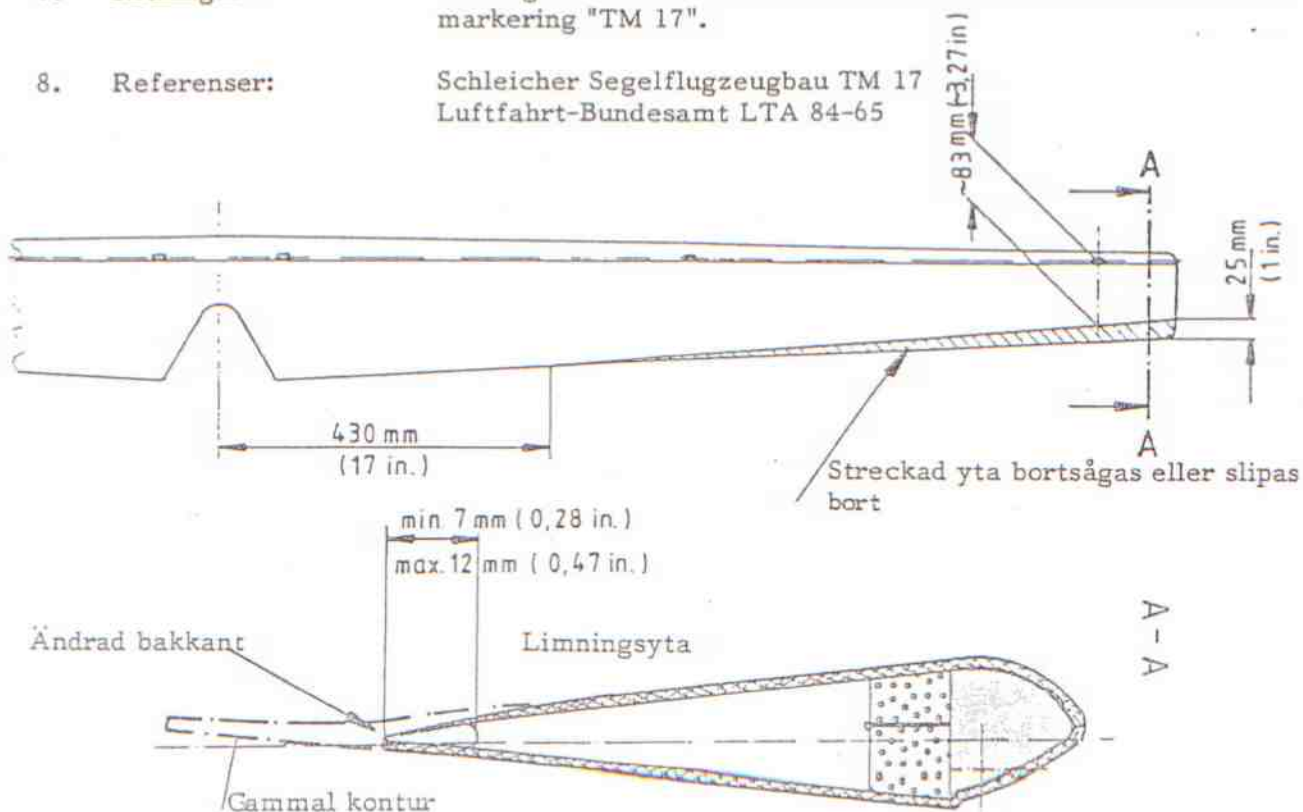 markering "TM 17".
8. Referenser: Schleicher Segelflugzeugbau TM 17
Luftfahrt-Bundesamt LTA 84-65
~83 mm (~3,27 in)
A
25 mm
(1 in.)
430 mm
(17 in.)
A
Streckad yta bortsågas eller slipas
bort
min. 7 mm (0,28 in.)
max. 12 mm (0,47 in.)
Ändrad bakkant
Limningsyta
A - A
Gammal kontur